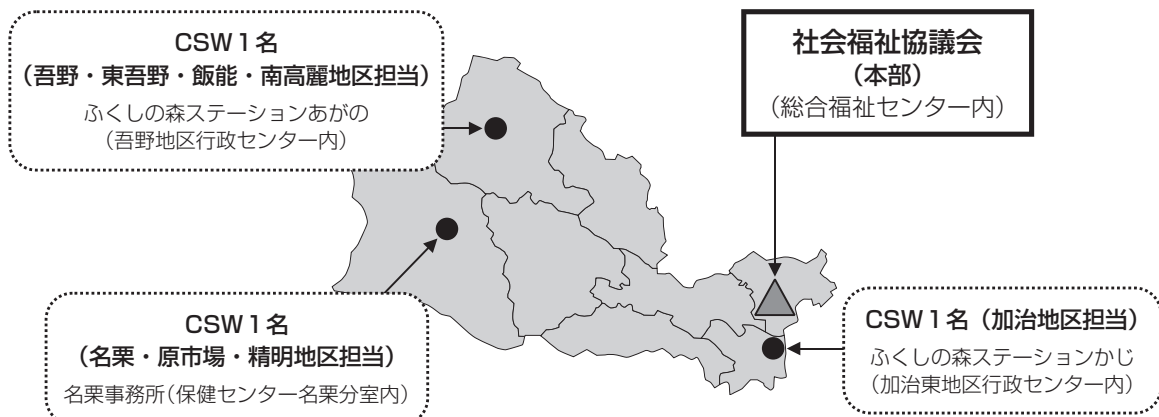 CSW1名
（吾野・東吾野・飯能・南高麗地区担当）
ふくしの森ステーションあがの
（吾野地区行政センター内）
社会福祉協議会
（本部）
（総合福祉センター内）
CSW1名
（名栗・原市場・精明地区担当）
名栗事務所（保健センター名栗分室内）
CSW1名（加治地区担当）
ふくしの森ステーションかじ
（加治東地区行政センター内）